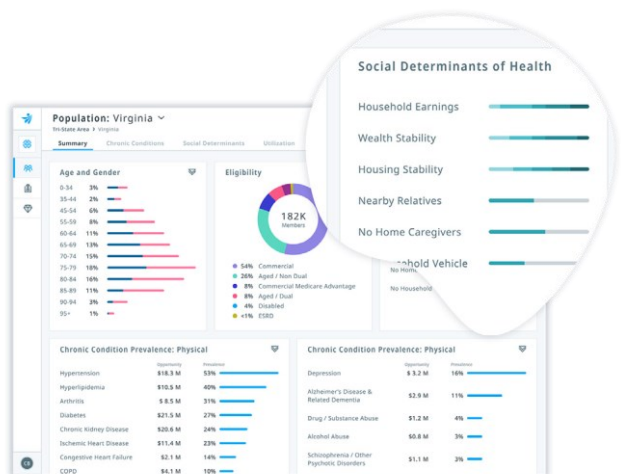 Population: Virginia
Tri-State Area > Virginia
Summary Chronic Conditions Social Determinants Utilization
Age and Gender
0-34 3%
35-44 2%
45-54 6%
55-59 8%
60-64 11%
65-69 13%
70-74 15%
75-79 18%
80-84 16%
85-89 11%
90-94 3%
95+ 1%
Eligibility
182K
Members
54% Commercial
26% Aged / Non Dual
8% Commercial Medicare Advantage
8% Aged / Dual
4% Disabled
<1% ESRD
Social Determinants of Health
Household Earnings
Wealth Stability
Housing Stability
Nearby Relatives
No Home Caregivers
ehold Vehicle
No Home
No Household
Chronic Condition Prevalence: Physical
Opportunity Prevalence
Hypertension $18.3 M 53%
Hyperlipidemia $10.5 M 40%
Arthritis $ 8.5 M 31%
Diabetes $21.5 M 27%
Chronic Kidney Disease $20.6 M 24%
Ischemic Heart Disease $11.4 M 23%
Congestive Heart Failure $2.1 M 14%
COPD $4.1 M 10%
Chronic Condition Prevalence: Physical
Opportunity Prevalence
Depression $ 3.2 M 16%
Alzheimer's Disease &
Related Dementia $2.9 M 11%
Drug / Substance Abuse $1.2 M 4%
Alcohol Abuse $0.8 M 3%
Schizophrenia / Other
Psychotic Disorders $1.1 M 3%